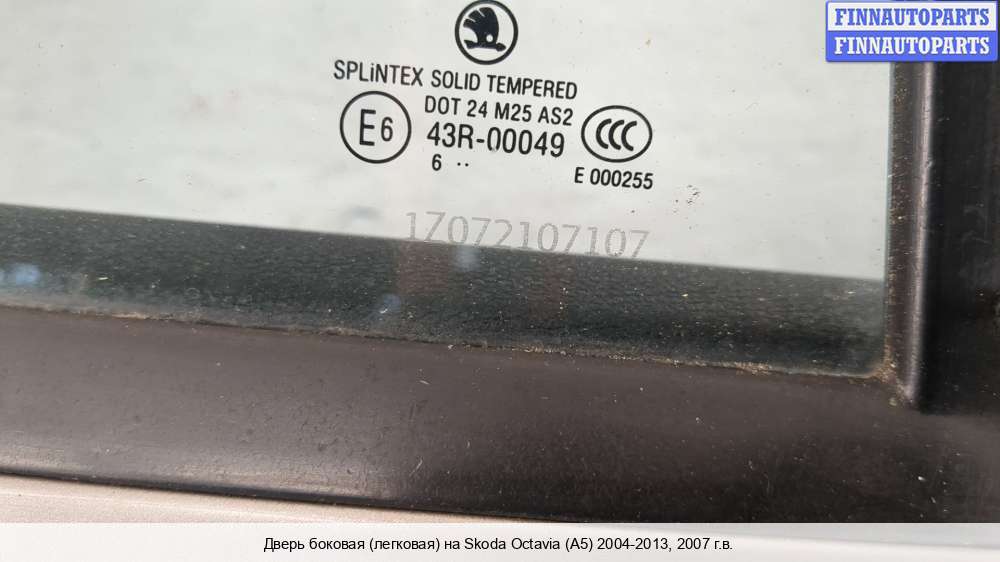 FINNAUTOPARTS
FINNAUTOPARTS
SPLiNTEX SOLID TEMPERED
DOT 24 M25 AS2
E6 43R-00049 CCC
6 ··
E 000255
1Z072107107
Дверь боковая (легковая) на Skoda Octavia (A5) 2004-2013, 2007 г.в.